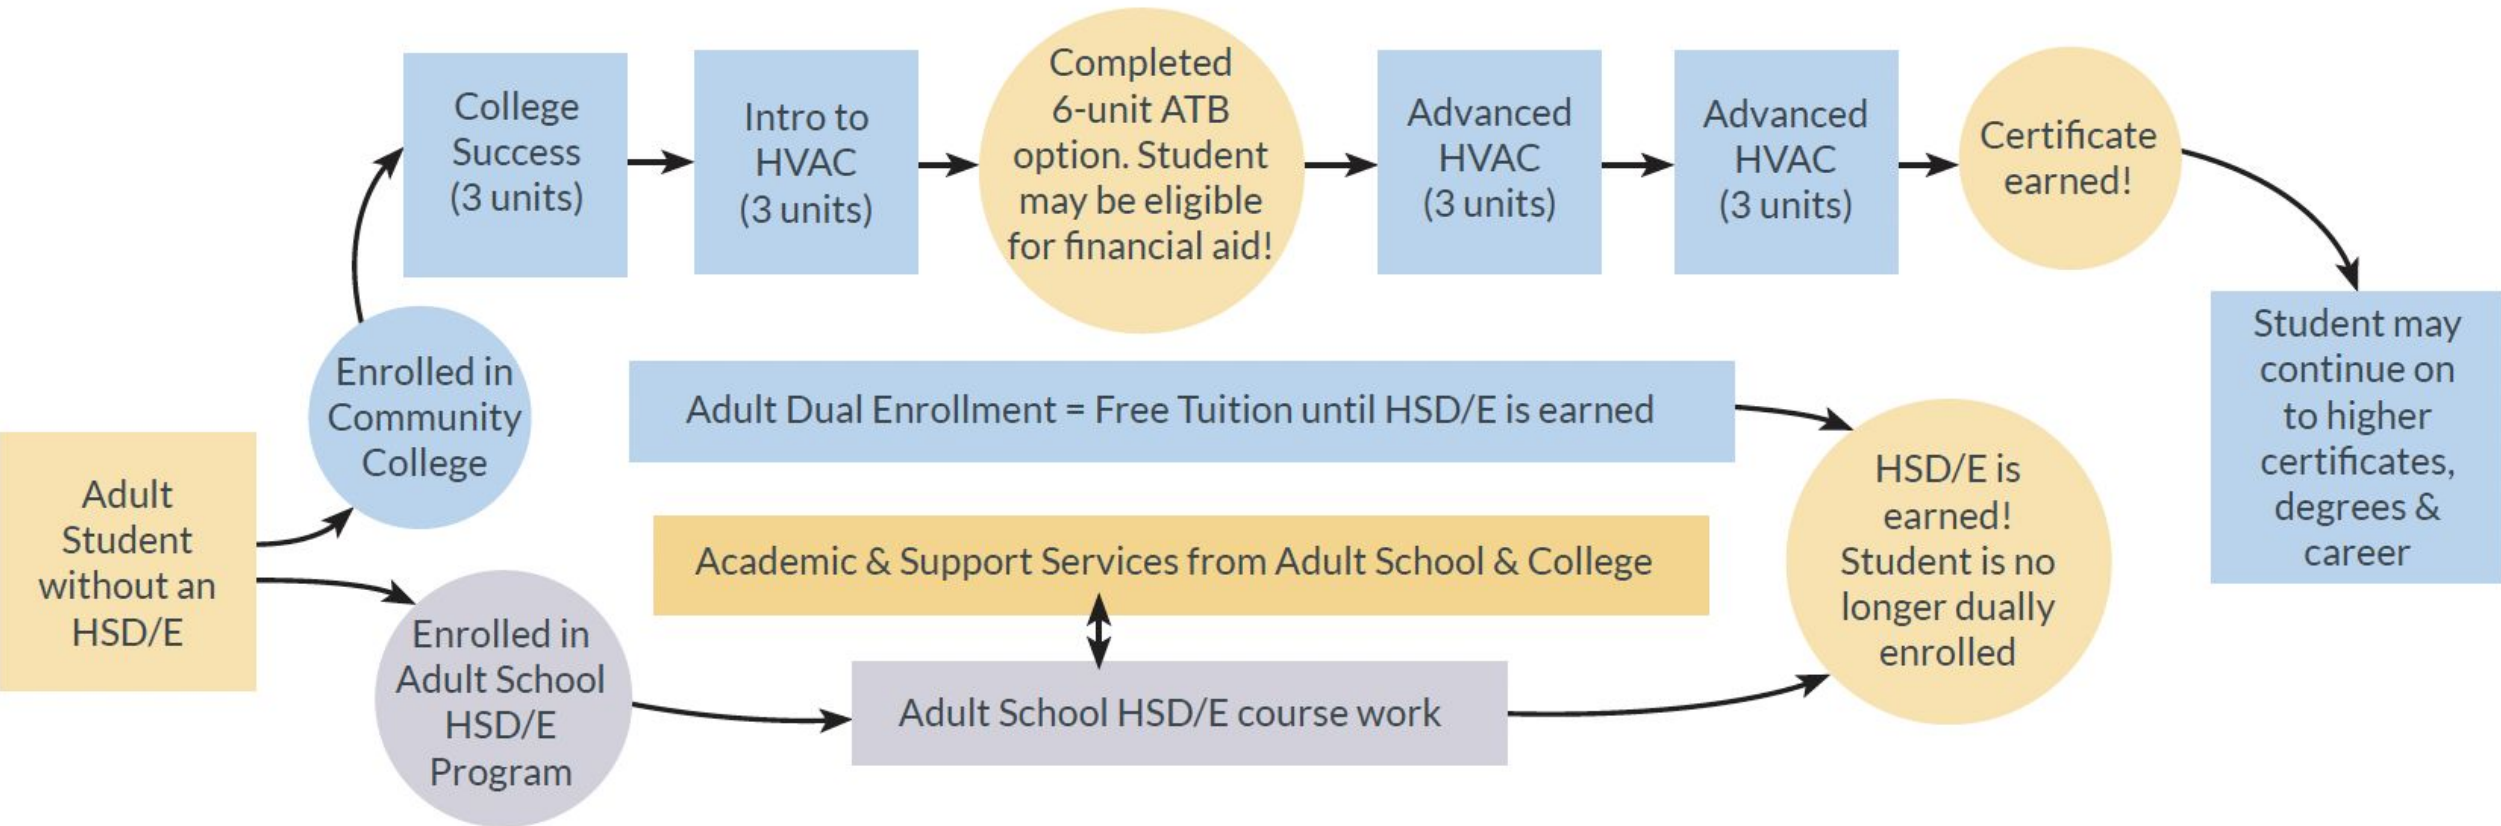 College
Success
(3 units)
Intro to
HVAC
(3 units)
Completed
6-unit ATB
option. Student
may be eligible
for financial aid!
Advanced
HVAC
(3 units)
Advanced
HVAC
(3 units)
Certificate
earned!
Student may
continue on
to higher
certificates,
degrees &
career
Enrolled in
Community
College
Adult Dual Enrollment = Free Tuition until HSD/E is earned
Adult
Student
without an
HSD/E
Academic & Support Services from Adult School & College
HSD/E is
earned!
Student is no
longer dually
enrolled
Enrolled in
Adult School
HSD/E
Program
Adult School HSD/E course work